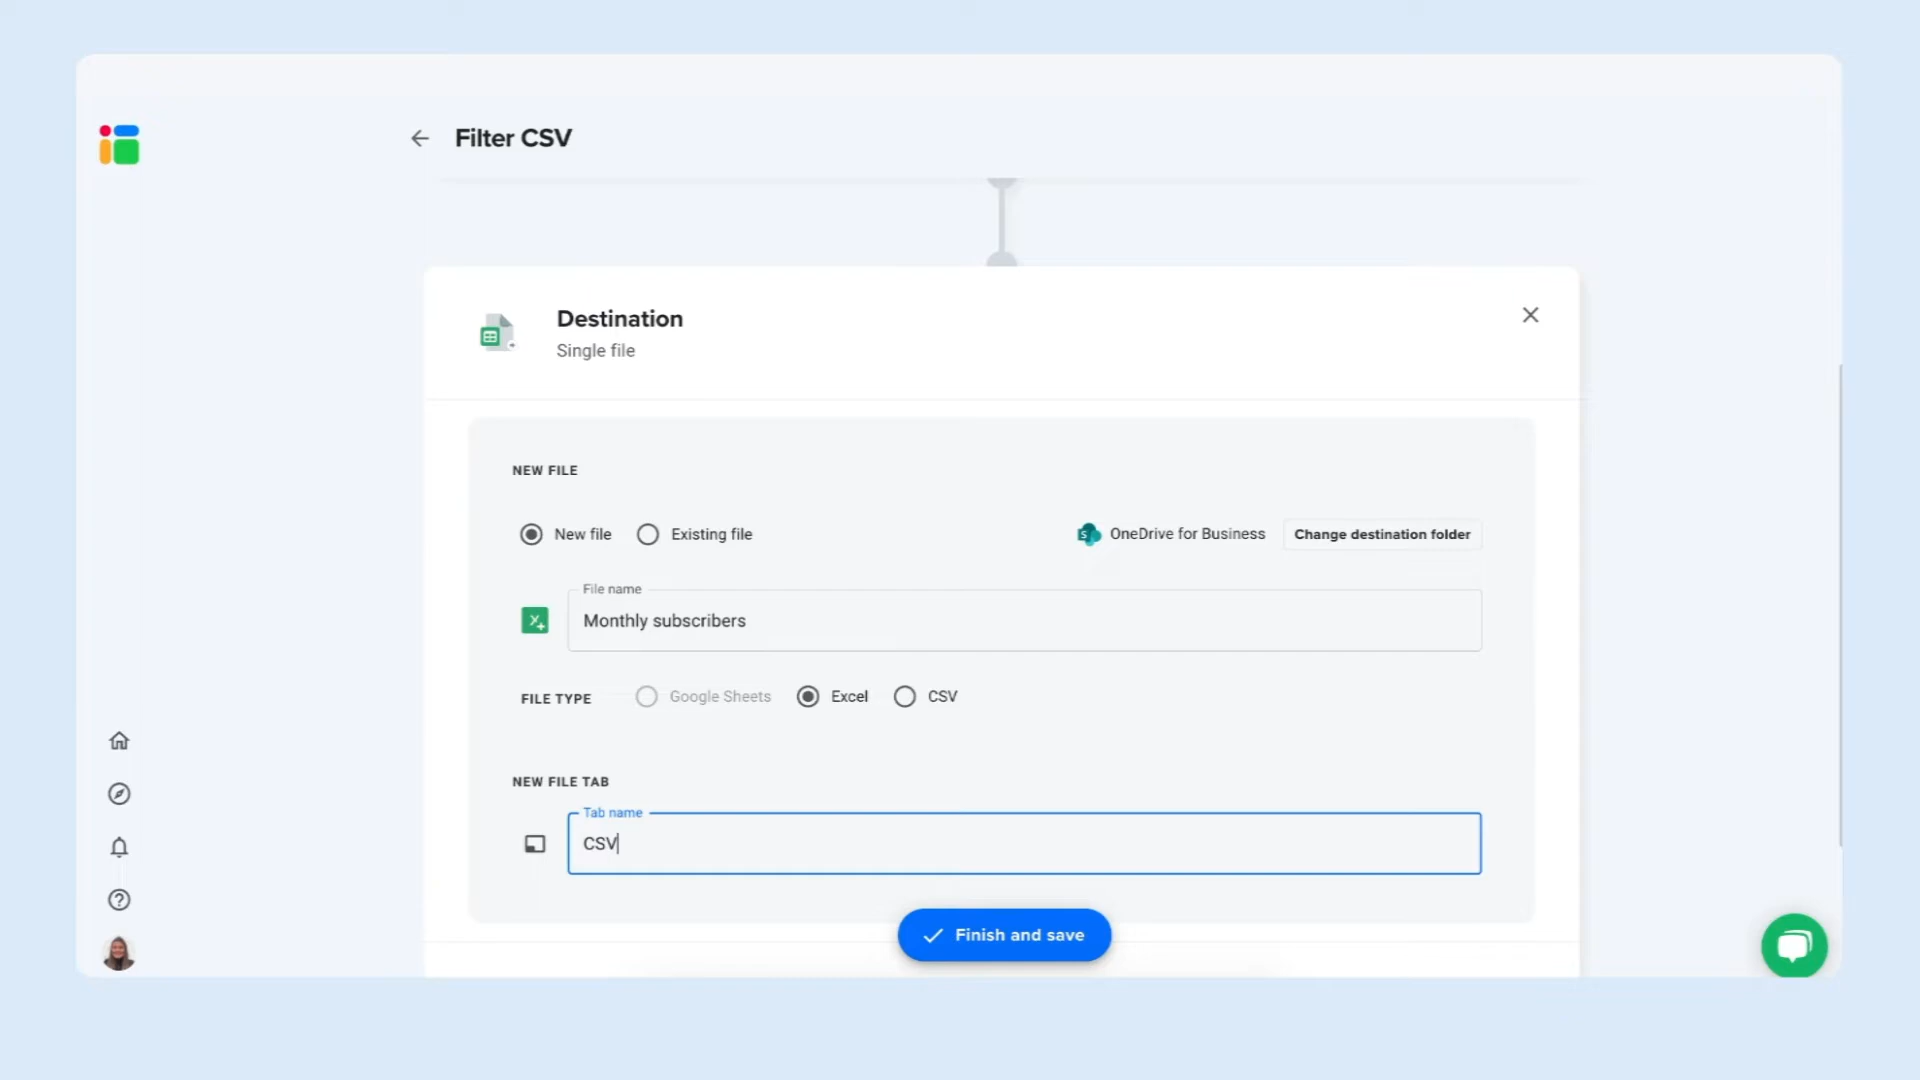 Filter CSV
Destination
Single file
NEW FILE
New file
Existing file
OneDrive for Business
Change destination folder
File name
Monthly subscribers
FILE TYPE
Google Sheets
Excel
CSV
NEW FILE TAB
Tab name
CSV
Finish and save